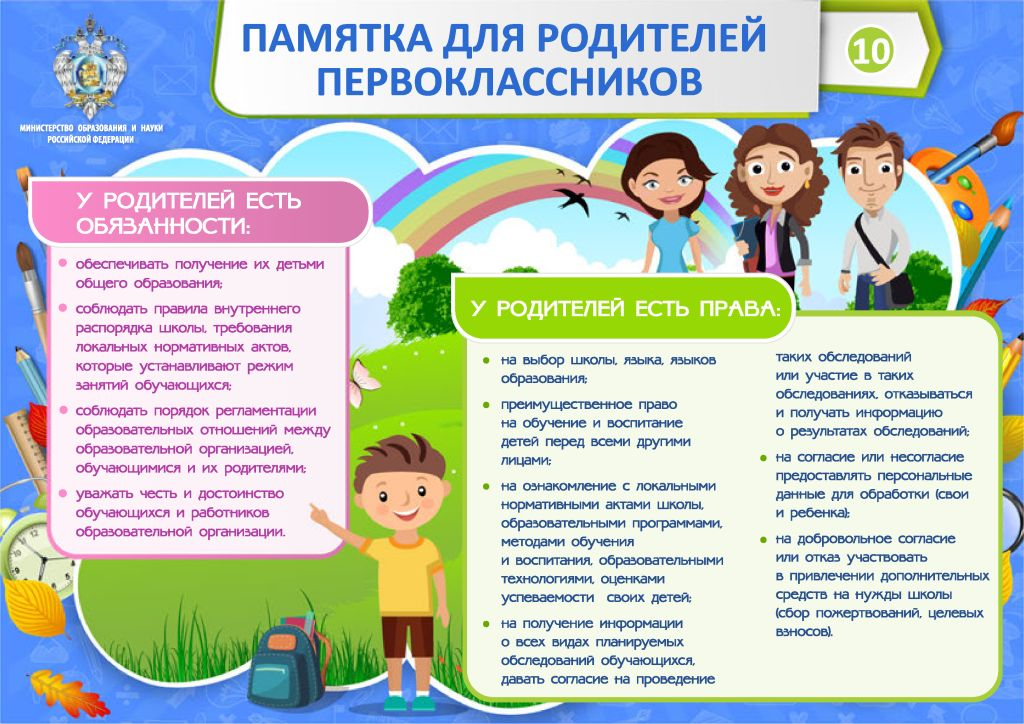 МИНИСТЕРСТВО ОБРАЗОВАНИЯ И НАУКИ
РОССИЙСКОЙ ФЕДЕРАЦИИ
ПАМЯТКА ДЛЯ РОДИТЕЛЕЙ
ПЕРВОКЛАССНИКОВ
10
У РОДИТЕЛЕЙ ЕСТЬ
ОБЯЗАННОСТИ:
• обеспечивать получение их детьми
общего образования;
• соблюдать правила внутреннего
распорядка школы, требования
локальных нормативных актов,
которые устанавливают режим
занятий обучающихся;
• соблюдать порядок регламентации
образовательных отношений между
образовательной организацией,
обучающимися и их родителями;
• уважать честь и достоинство
обучающихся и работников
образовательной организации.
У РОДИТЕЛЕЙ ЕСТЬ ПРАВА:
• на выбор школы, языка, языков
образования;
• преимущественное право
на обучение и воспитание
детей перед всеми другими
лицами;
• на ознакомление с локальными
нормативными актами школы,
образовательными программами,
методами обучения
и воспитания, образовательными
технологиями, оценками
успеваемости своих детей;
• на получение информации
о всех видах планируемых
обследований обучающихся,
давать согласие на проведение
таких обследований
или участие в таких
обследованиях, отказываться
и получать информацию
о результатах обследований;
• на согласие или несогласие
предоставлять персональные
данные для обработки (свои
и ребенка);
• на добровольное согласие
или отказ участвовать
в привлечении дополнительных
средств на нужды школы
(сбор пожертвований, целевых
взносов).